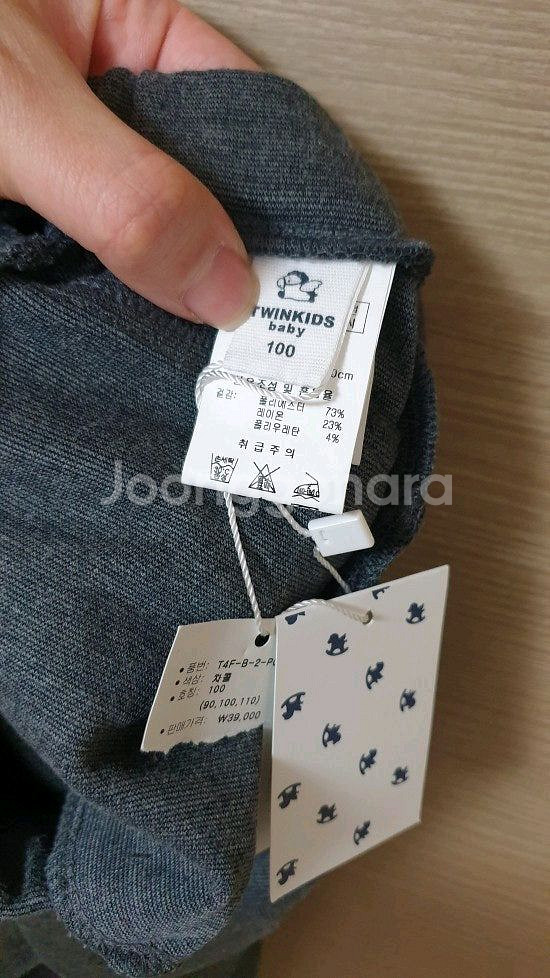 TWINKIDS
baby
100
0cm
조성 및 혼용율
겉감: 폴리에스터 73%
레이온 23%
폴리우레탄 4%
취급주의
손세탁
Joonggonara
• 품번: T4F-B-2-P
• 색상: 차콜
• 호칭: 100
(90,100,110)
• 판매가격: ₩39,000